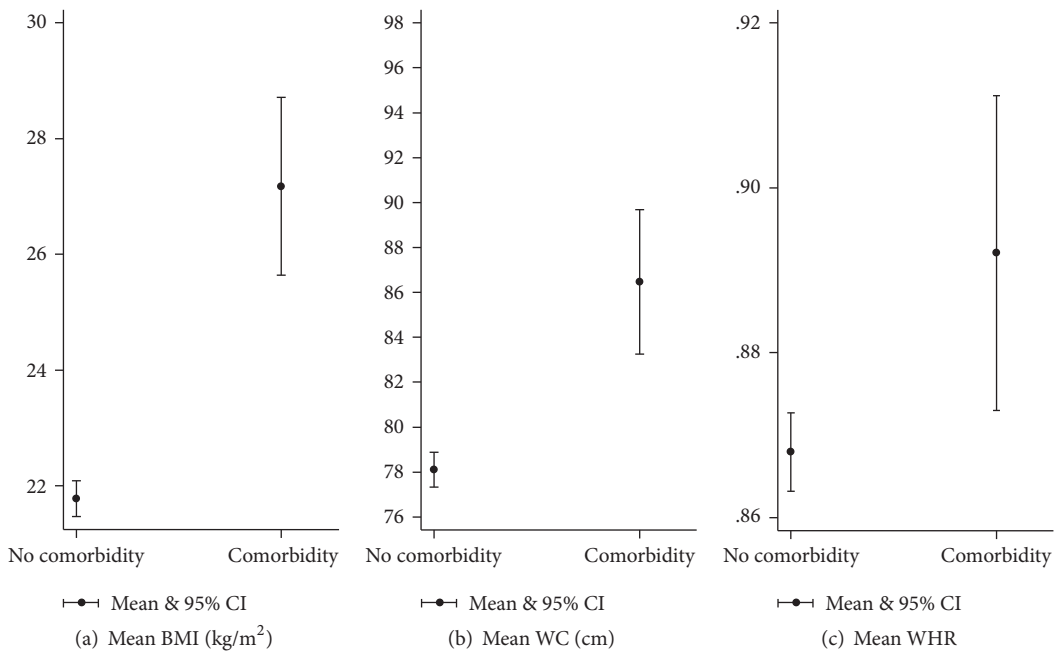 30
28
26
24
22
No comorbidity
Comorbidity
Mean & 95% CI
(a) Mean BMI (kg/m²)
98
96
94
92
90
88
86
84
82
80
78
76
No comorbidity
Comorbidity
Mean & 95% CI
(b) Mean WC (cm)
.92
.90
.88
.86
No comorbidity
Comorbidity
Mean & 95% CI
(c) Mean WHR